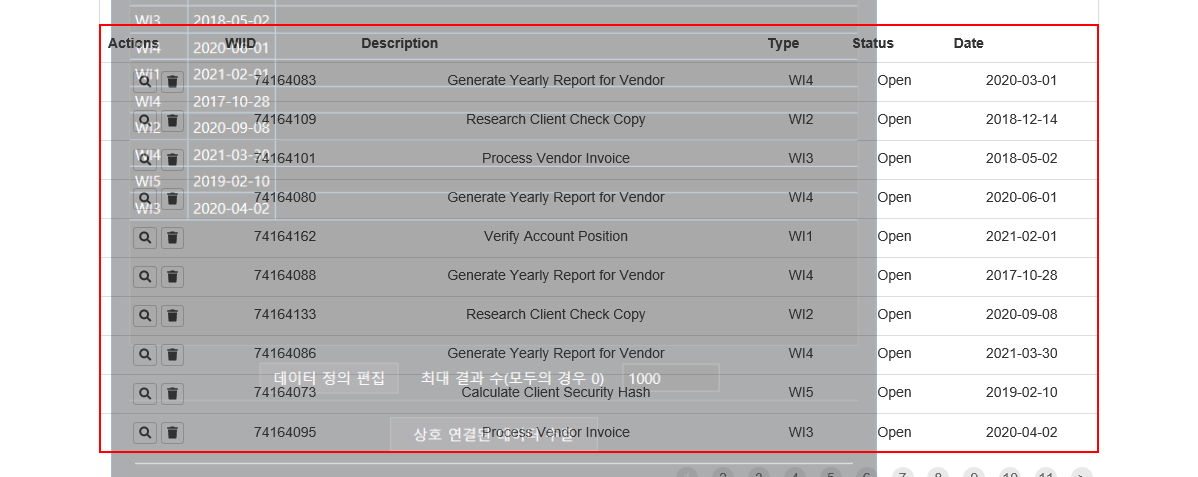 WI3 2018-05-02
Actions WIID Description Type Status Date
WI4 2020-06-01
WI1 2021-02-01
74164083 Generate Yearly Report for Vendor WI4 Open 2020-03-01
WI4 2017-10-28
74164109 Research Client Check Copy WI2 Open 2018-12-14
WI2 2020-09-08
WI4 2021-03-30
74164101 Process Vendor Invoice WI3 Open 2018-05-02
WI5 2019-02-10
74164080 Generate Yearly Report for Vendor WI4 Open 2020-06-01
WI3 2020-04-02
74164162 Verify Account Position WI1 Open 2021-02-01
74164088 Generate Yearly Report for Vendor WI4 Open 2017-10-28
74164133 Research Client Check Copy WI2 Open 2020-09-08
74164086 Generate Yearly Report for Vendor WI4 Open 2021-03-30
데이터 정의 편집 최대 결과 수(모두의 경우 0) 1000
74164073 Calculate Client Security Hash WI5 Open 2019-02-10
74164095 Process Vendor Invoice WI3 Open 2020-04-02
상호 연결된 데이터 추출
2 3 4 5 6 7 8 9 10 11 >